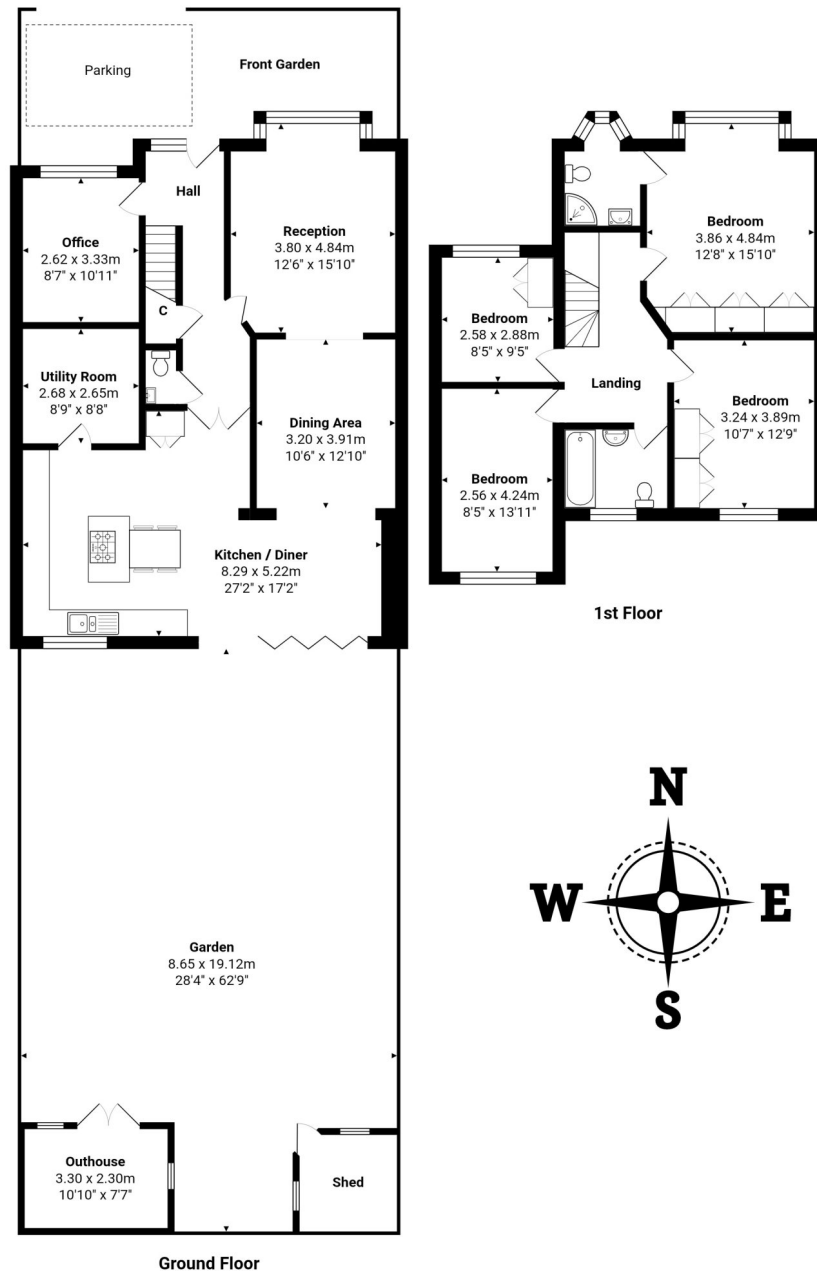 Parking
Front Garden
Hall
Office
2.62 x 3.33m
8'7" x 10'11"
Reception
3.80 x 4.84m
12'6" x 15'10"
C
Utility Room
2.68 x 2.65m
8'9" x 8'8"
Dining Area
3.20 x 3.91m
10'6" x 12'10"
Kitchen / Diner
8.29 x 5.22m
27'2" x 17'2"
Garden
8.65 x 19.12m
28'4" x 62'9"
Outhouse
3.30 x 2.30m
10'10" x 7'7"
Shed
Ground Floor
Bedroom
3.86 x 4.84m
12'8" x 15'10"
Bedroom
2.58 x 2.88m
8'5" x 9'5"
Landing
Bedroom
3.24 x 3.89m
10'7" x 12'9"
Bedroom
2.56 x 4.24m
8'5" x 13'11"
1st Floor
N
W E
S